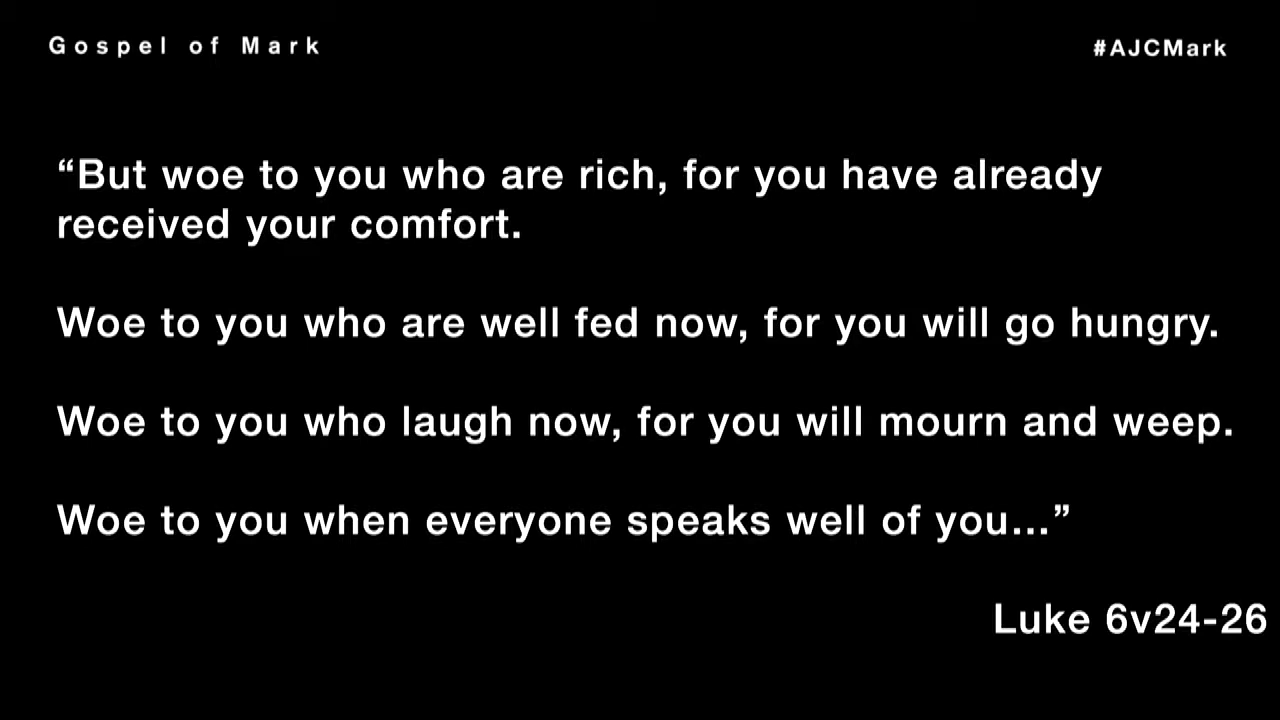 Gospel of Mark
#AJCMark
“But woe to you who are rich, for you have already
received your comfort.
Woe to you who are well fed now, for you will go hungry.
Woe to you who laugh now, for you will mourn and weep.
Woe to you when everyone speaks well of you...”
Luke 6v24-26